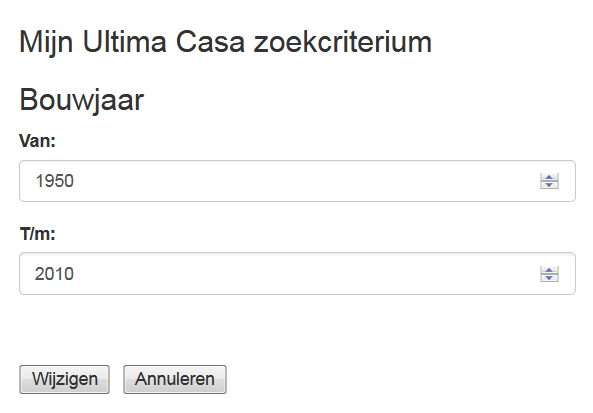 Mijn Ultima Casa zoekcriterium
Bouwjaar
Van:
1950
T/m:
2010
Wijzigen Annuleren